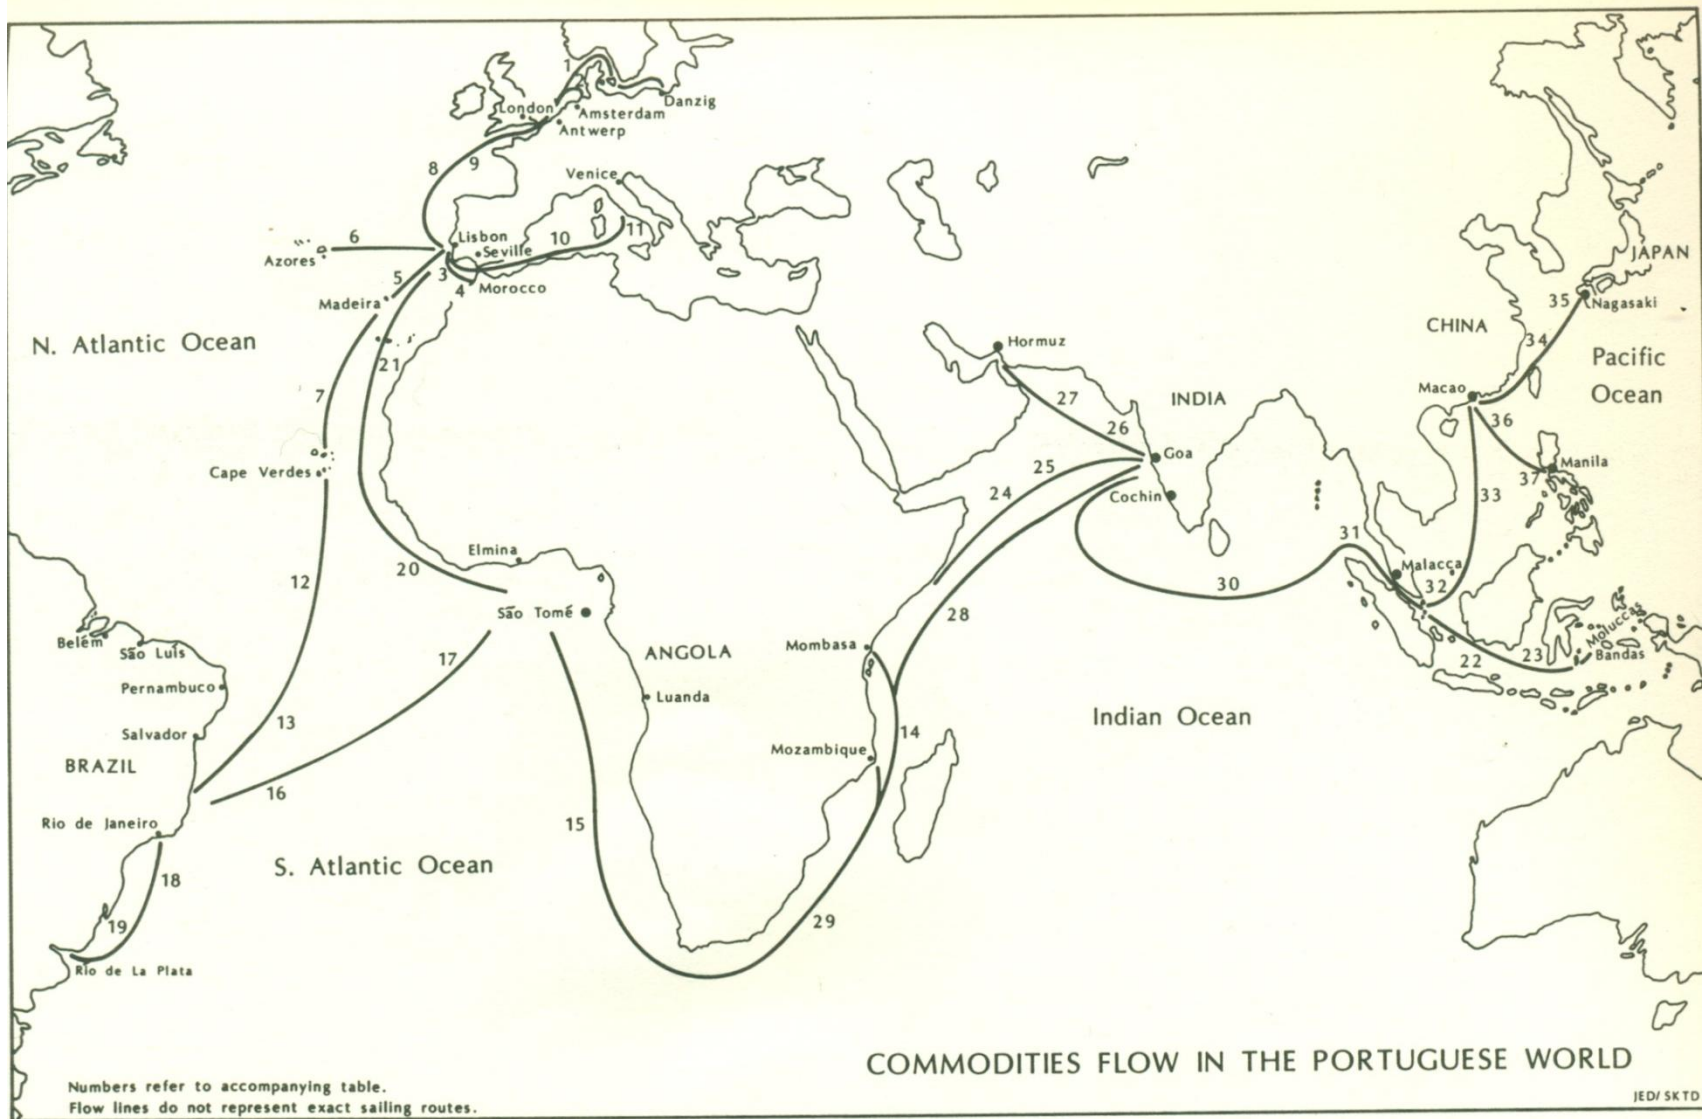 1
London
Amsterdam
Danzig
Antwerp
8
9
Venice
6
Lisbon
Seville
10
11
Azores
5
3
4
Morocco
Madeira
JAPAN
35
Nagasaki
CHINA
34
N. Atlantic Ocean
21
Hormuz
Pacific
Ocean
7
27
INDIA
Macao
36
26
Goa
Manila
Cape Verdes
25
24
Cochin
33
37
Elmina
31
12
20
30
Malacca
32
São Tomé
28
Moluccas
Belém
São Luis
17
ANGOLA
Mombasa
22
23
Bandas
Pernambuco
Luanda
13
Salvador
14
Indian Ocean
Mozambique
BRAZIL
16
Rio de Janeiro
15
18
S. Atlantic Ocean
19
29
Rio de La Plata
COMMODITIES FLOW IN THE PORTUGUESE WORLD
Numbers refer to accompanying table.
Flow lines do not represent exact sailing routes.
JED/SKTD